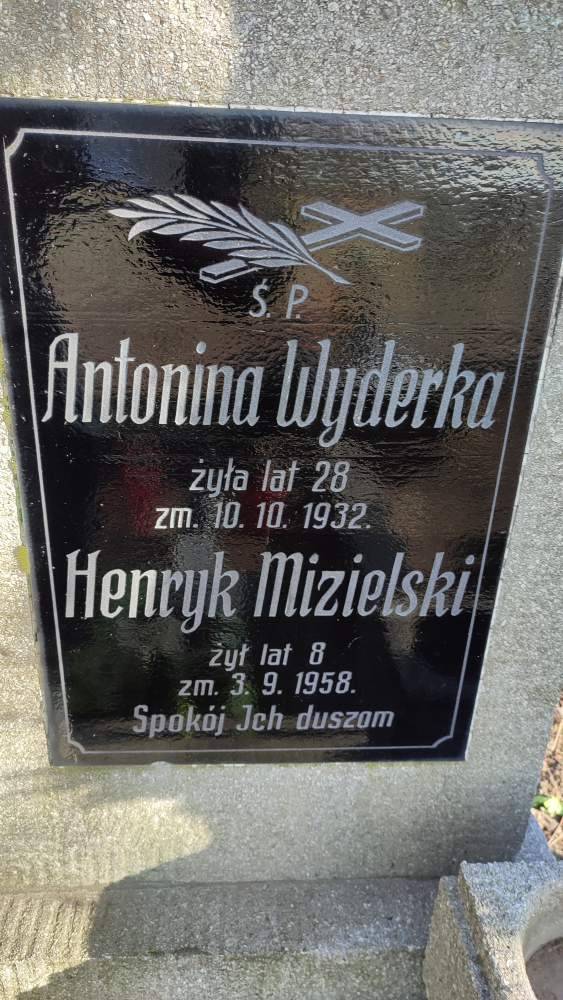 Ś. P.
Antonina Wyderka
żyła lat 28
zm. 10. 10. 1932.
Henryk Mizielski
żył lat 8
zm. 3. 9. 1958.
Spokój Jch duszom